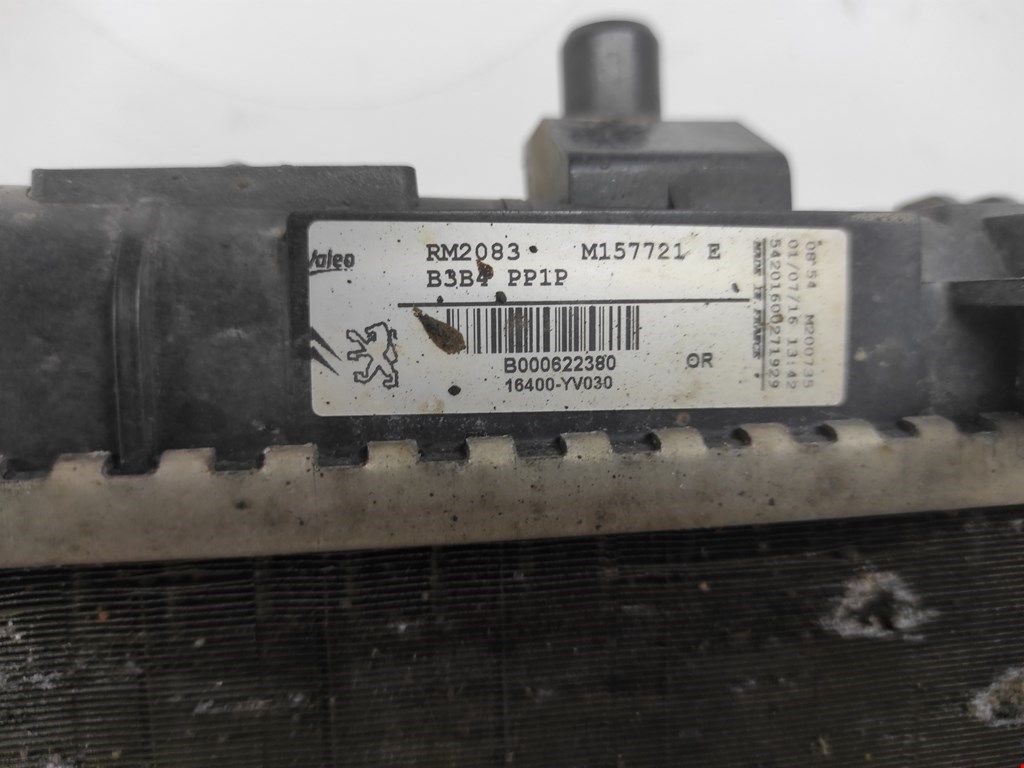 Valeo
RM2083 M157721 E
B3B4 PP1P
B000622380
16400-YV030
OR
MADE IN FRANCE
54201600271929
01/07/16 13:42
08:54 M200735